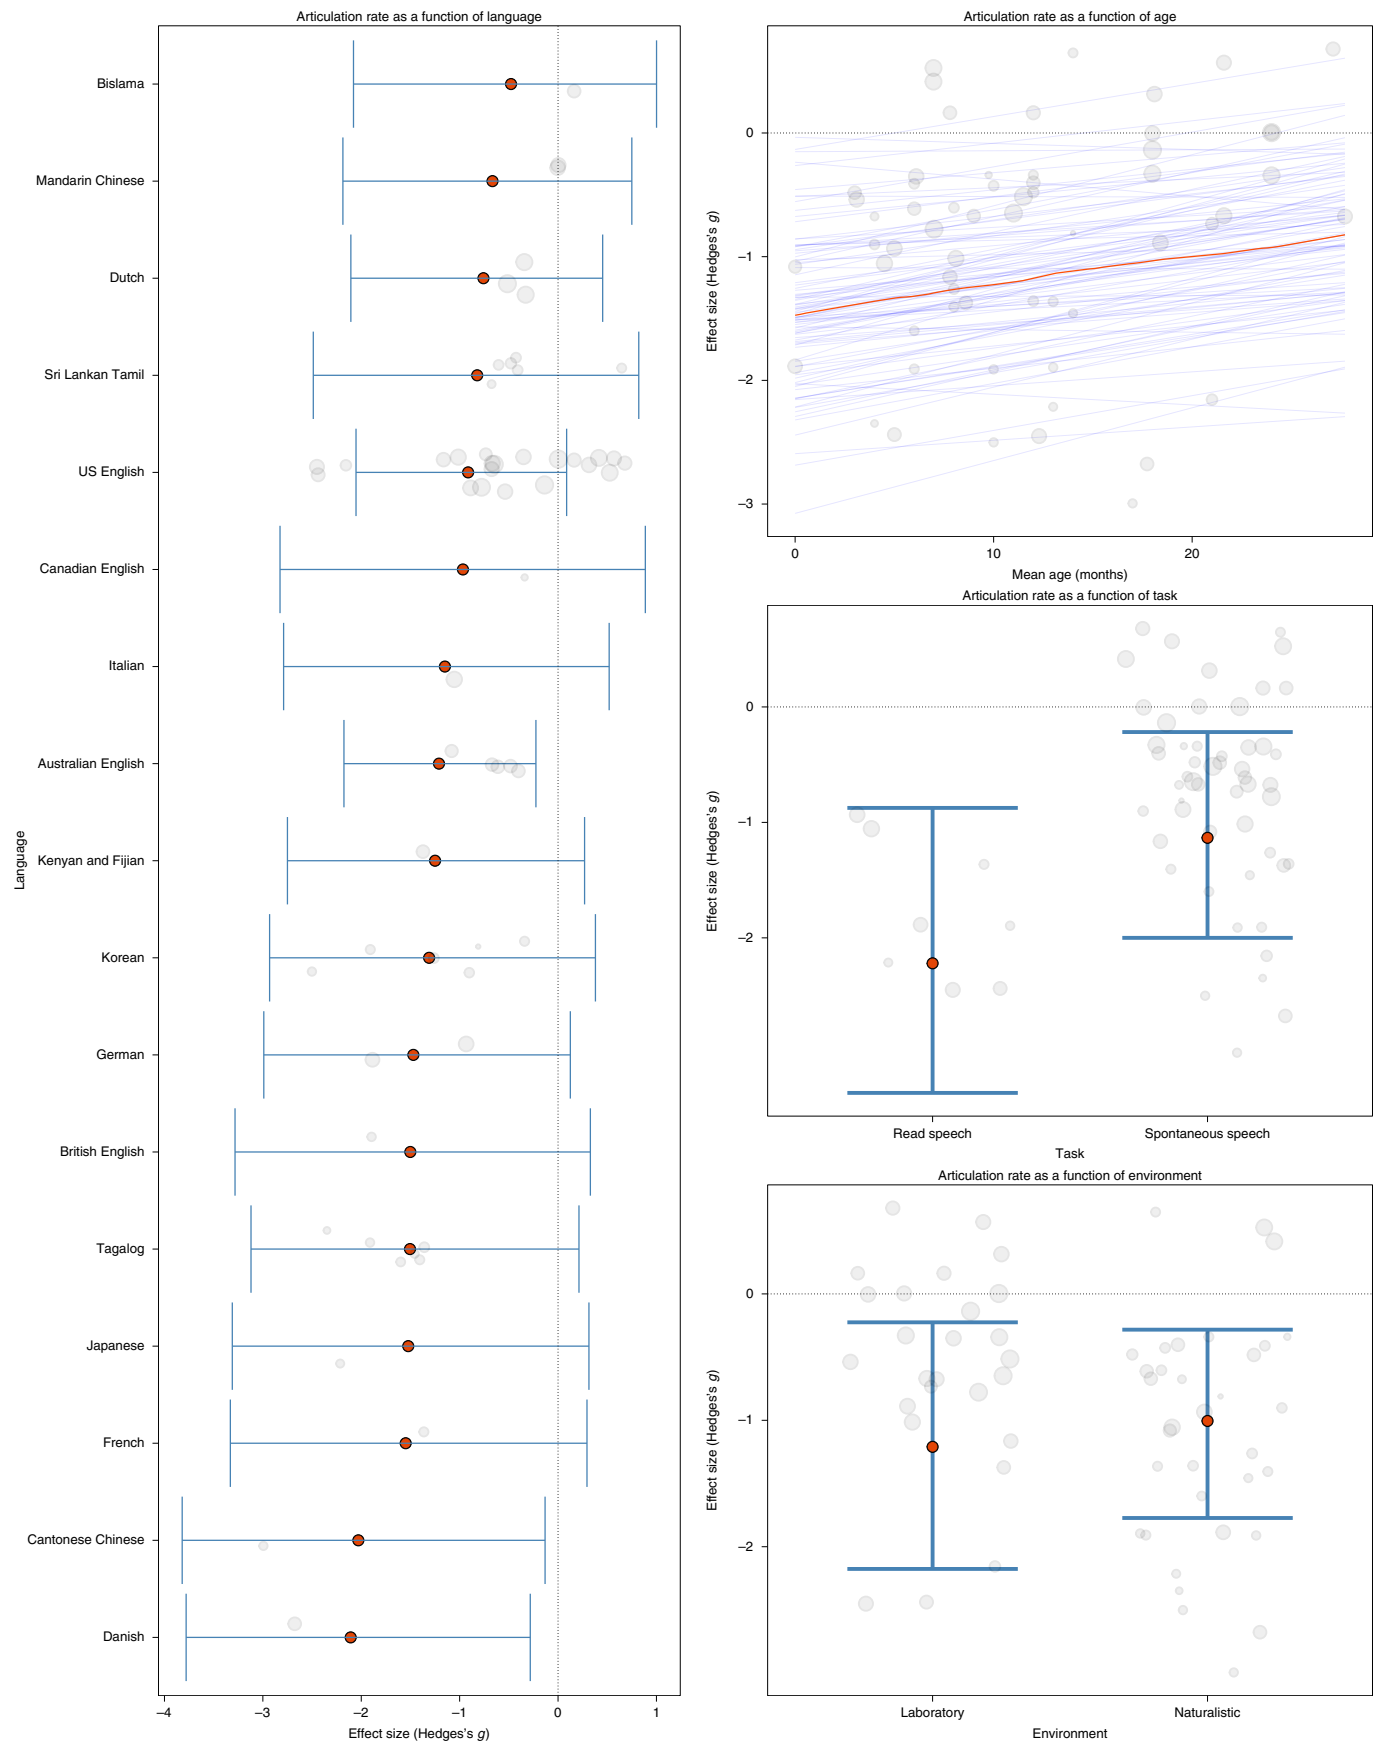 Articulation rate as a function of language
Bislama
Mandarin Chinese
Dutch
Sri Lankan Tamil
US English
Canadian English
Italian
Australian English
Kenyan and Fijian
Korean
German
British English
Tagalog
Japanese
French
Cantonese Chinese
Danish
Language
–4 –3 –2 –1 0 1
Effect size (Hedges's g)
Articulation rate as a function of age
0
–1
–2
–3
Effect size (Hedges's g)
0 10 20
Mean age (months)
Articulation rate as a function of task
0
–1
–2
Effect size (Hedges's g)
Read speech Spontaneous speech
Task
Articulation rate as a function of environment
0
–1
–2
Effect size (Hedges's g)
Laboratory Naturalistic
Environment